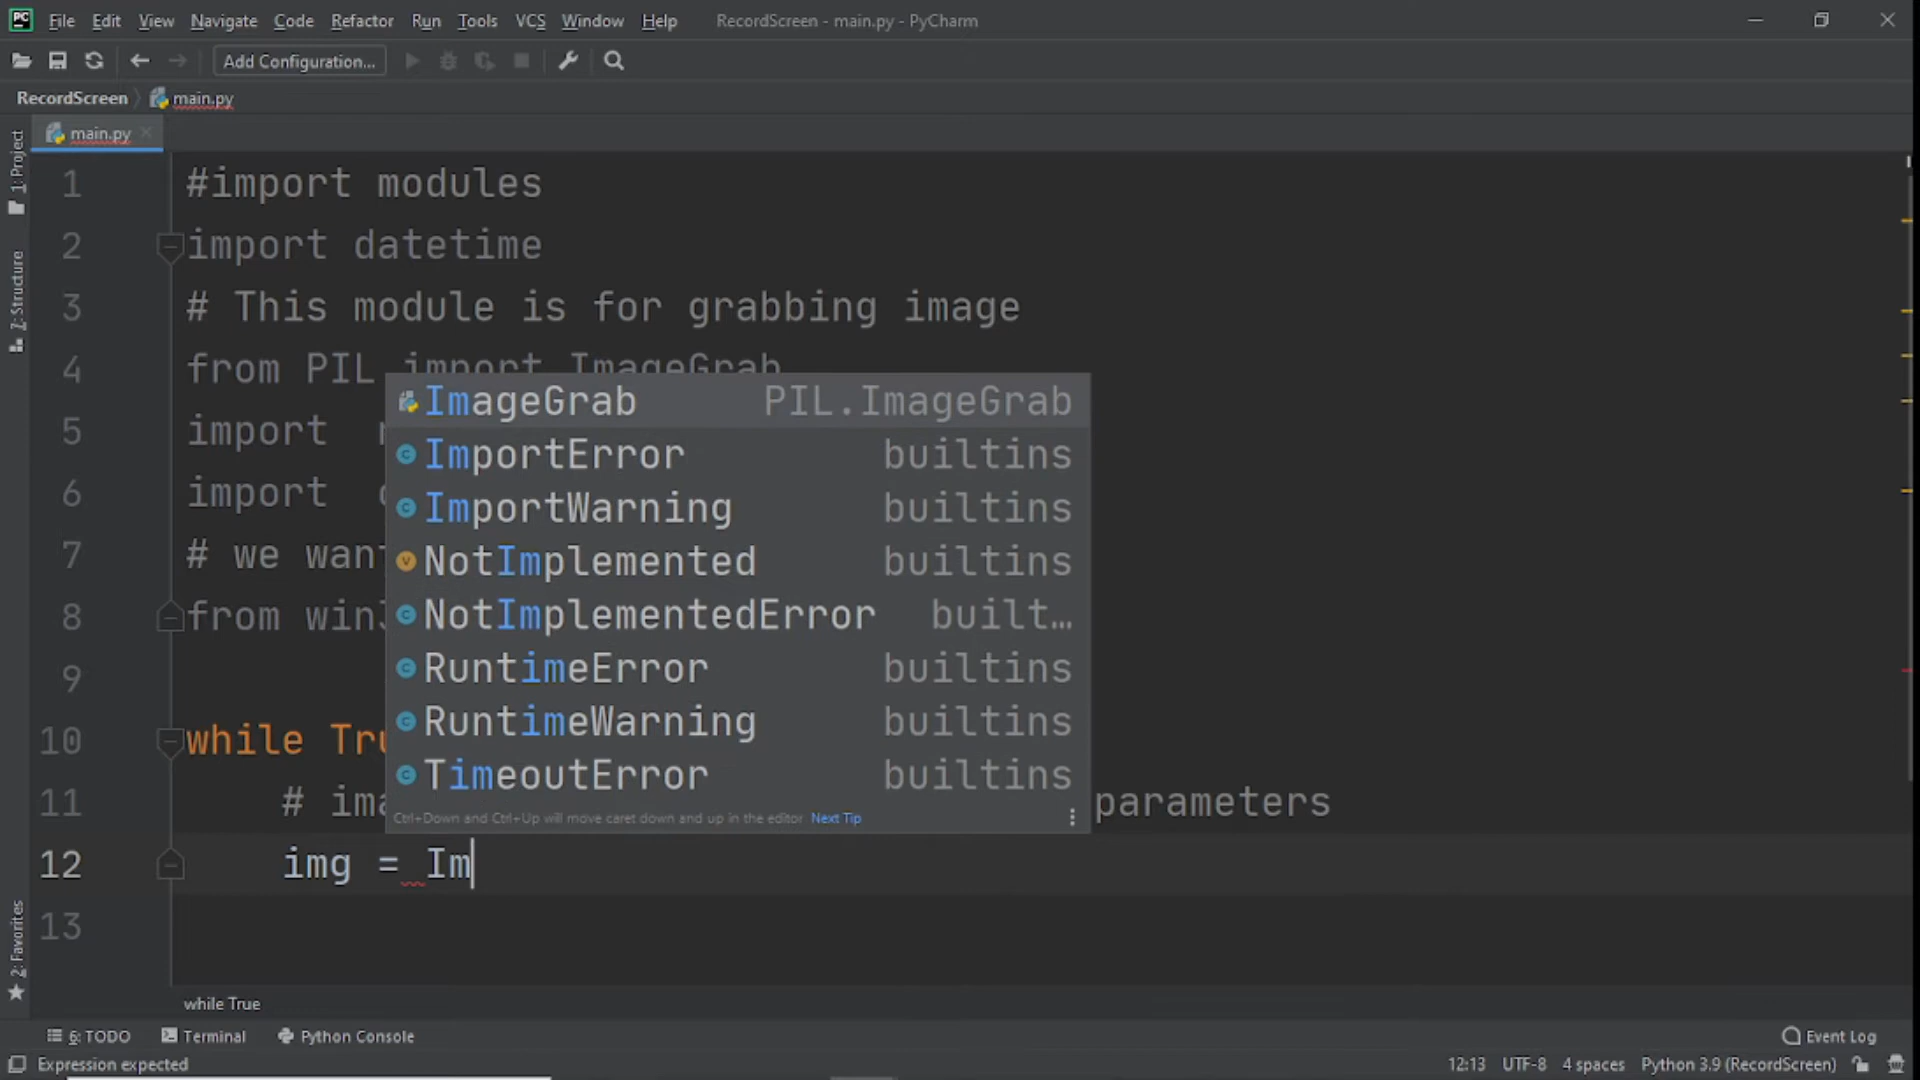 File Edit View Navigate Code Refactor Run Tools VCS Window Help RecordScreen - main.py - PyCharm
Add Configuration...
RecordScreen main.py
main.py
1: Project
Z: Structure
2: Favorites
1 #import modules
2 import datetime
3 # This module is for grabbing image
4 from PIL import ImageGrab
5 import
6 import
7 # we want
8 from win
9
10 while Tru
11 # ima parameters
12 img = Im
13
ImageGrab PIL.ImageGrab
ImportError builtins
ImportWarning builtins
NotImplemented builtins
NotImplementedError built…
RuntimeError builtins
RuntimeWarning builtins
TimeoutError builtins
Ctrl+Down and Ctrl+Up will move caret down and up in the editor Next Tip
while True
6: TODO Terminal Python Console Event Log
Expression expected 12:13 UTF-8 4 spaces Python 3.9 (RecordScreen)